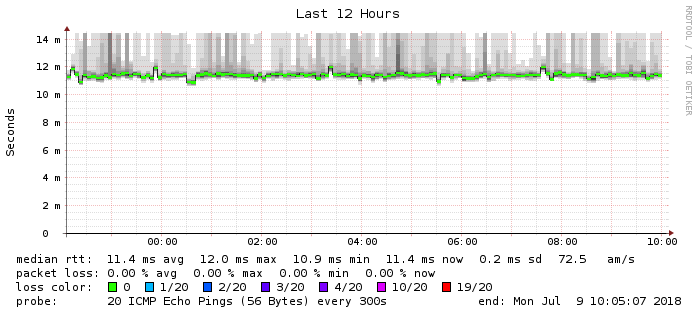 Last 12 Hours
RRDTOOL / TOBI OETIKER
Seconds
14 m
12 m
10 m
8 m
6 m
4 m
2 m
0
00:00 02:00 04:00 06:00 08:00 10:00
median rtt: 11.4 ms avg 12.0 ms max 10.9 ms min 11.4 ms now 0.2 ms sd 72.5 am/s
packet loss: 0.00 % avg 0.00 % max 0.00 % min 0.00 % now
loss color: 0 1/20 2/20 3/20 4/20 10/20 19/20
probe: 20 ICMP Echo Pings (56 Bytes) every 300s end: Mon Jul 9 10:05:07 2018